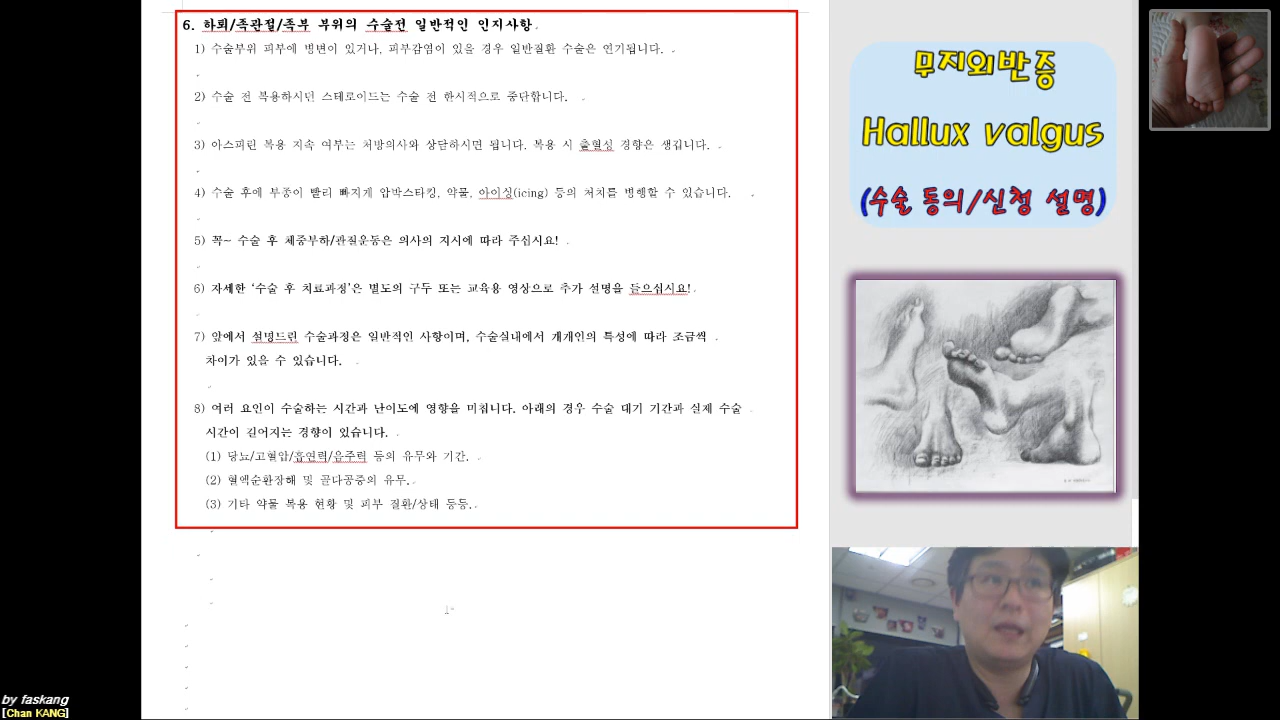 6. 하퇴/족관절/족부 부위의 수술전 일반적인 인지사항
1) 수술부위 피부에 병변이 있거나, 피부감염이 있을 경우 일반질환 수술은 연기됩니다.
2) 수술 전 복용하시던 스테로이드는 수술 전 한시적으로 중단합니다.
3) 아스피린 복용 지속 여부는 처방의사와 상담하시면 됩니다. 복용 시 출혈성 경향은 생깁니다.
4) 수술 후에 부종이 빨리 빠지게 압박스타킹, 약물, 아이싱(icing) 등의 처치를 병행할 수 있습니다.
5) 꼭~ 수술 후 체중부하/관절운동은 의사의 지시에 따라 주십시요!
6) 자세한 '수술 후 치료과정'은 별도의 구두 또는 교육용 영상으로 추가 설명을 들으십시요!
7) 앞에서 설명드린 수술과정은 일반적인 사항이며, 수술실내에서 개개인의 특성에 따라 조금씩
차이가 있을 수 있습니다.
8) 여러 요인이 수술하는 시간과 난이도에 영향을 미칩니다. 아래의 경우 수술 대기 기간과 실제 수술
시간이 길어지는 경향이 있습니다.
(1) 당뇨/고혈압/흡연력/음주력 등의 유무와 기간.
(2) 혈액순환장해 및 골다공증의 유무.
(3) 기타 약물 복용 현황 및 피부 질환/상태 등등.
무지외반증
Hallux valgus
(수술 동의/신청 설명)
by faskang
[Chan KANG]